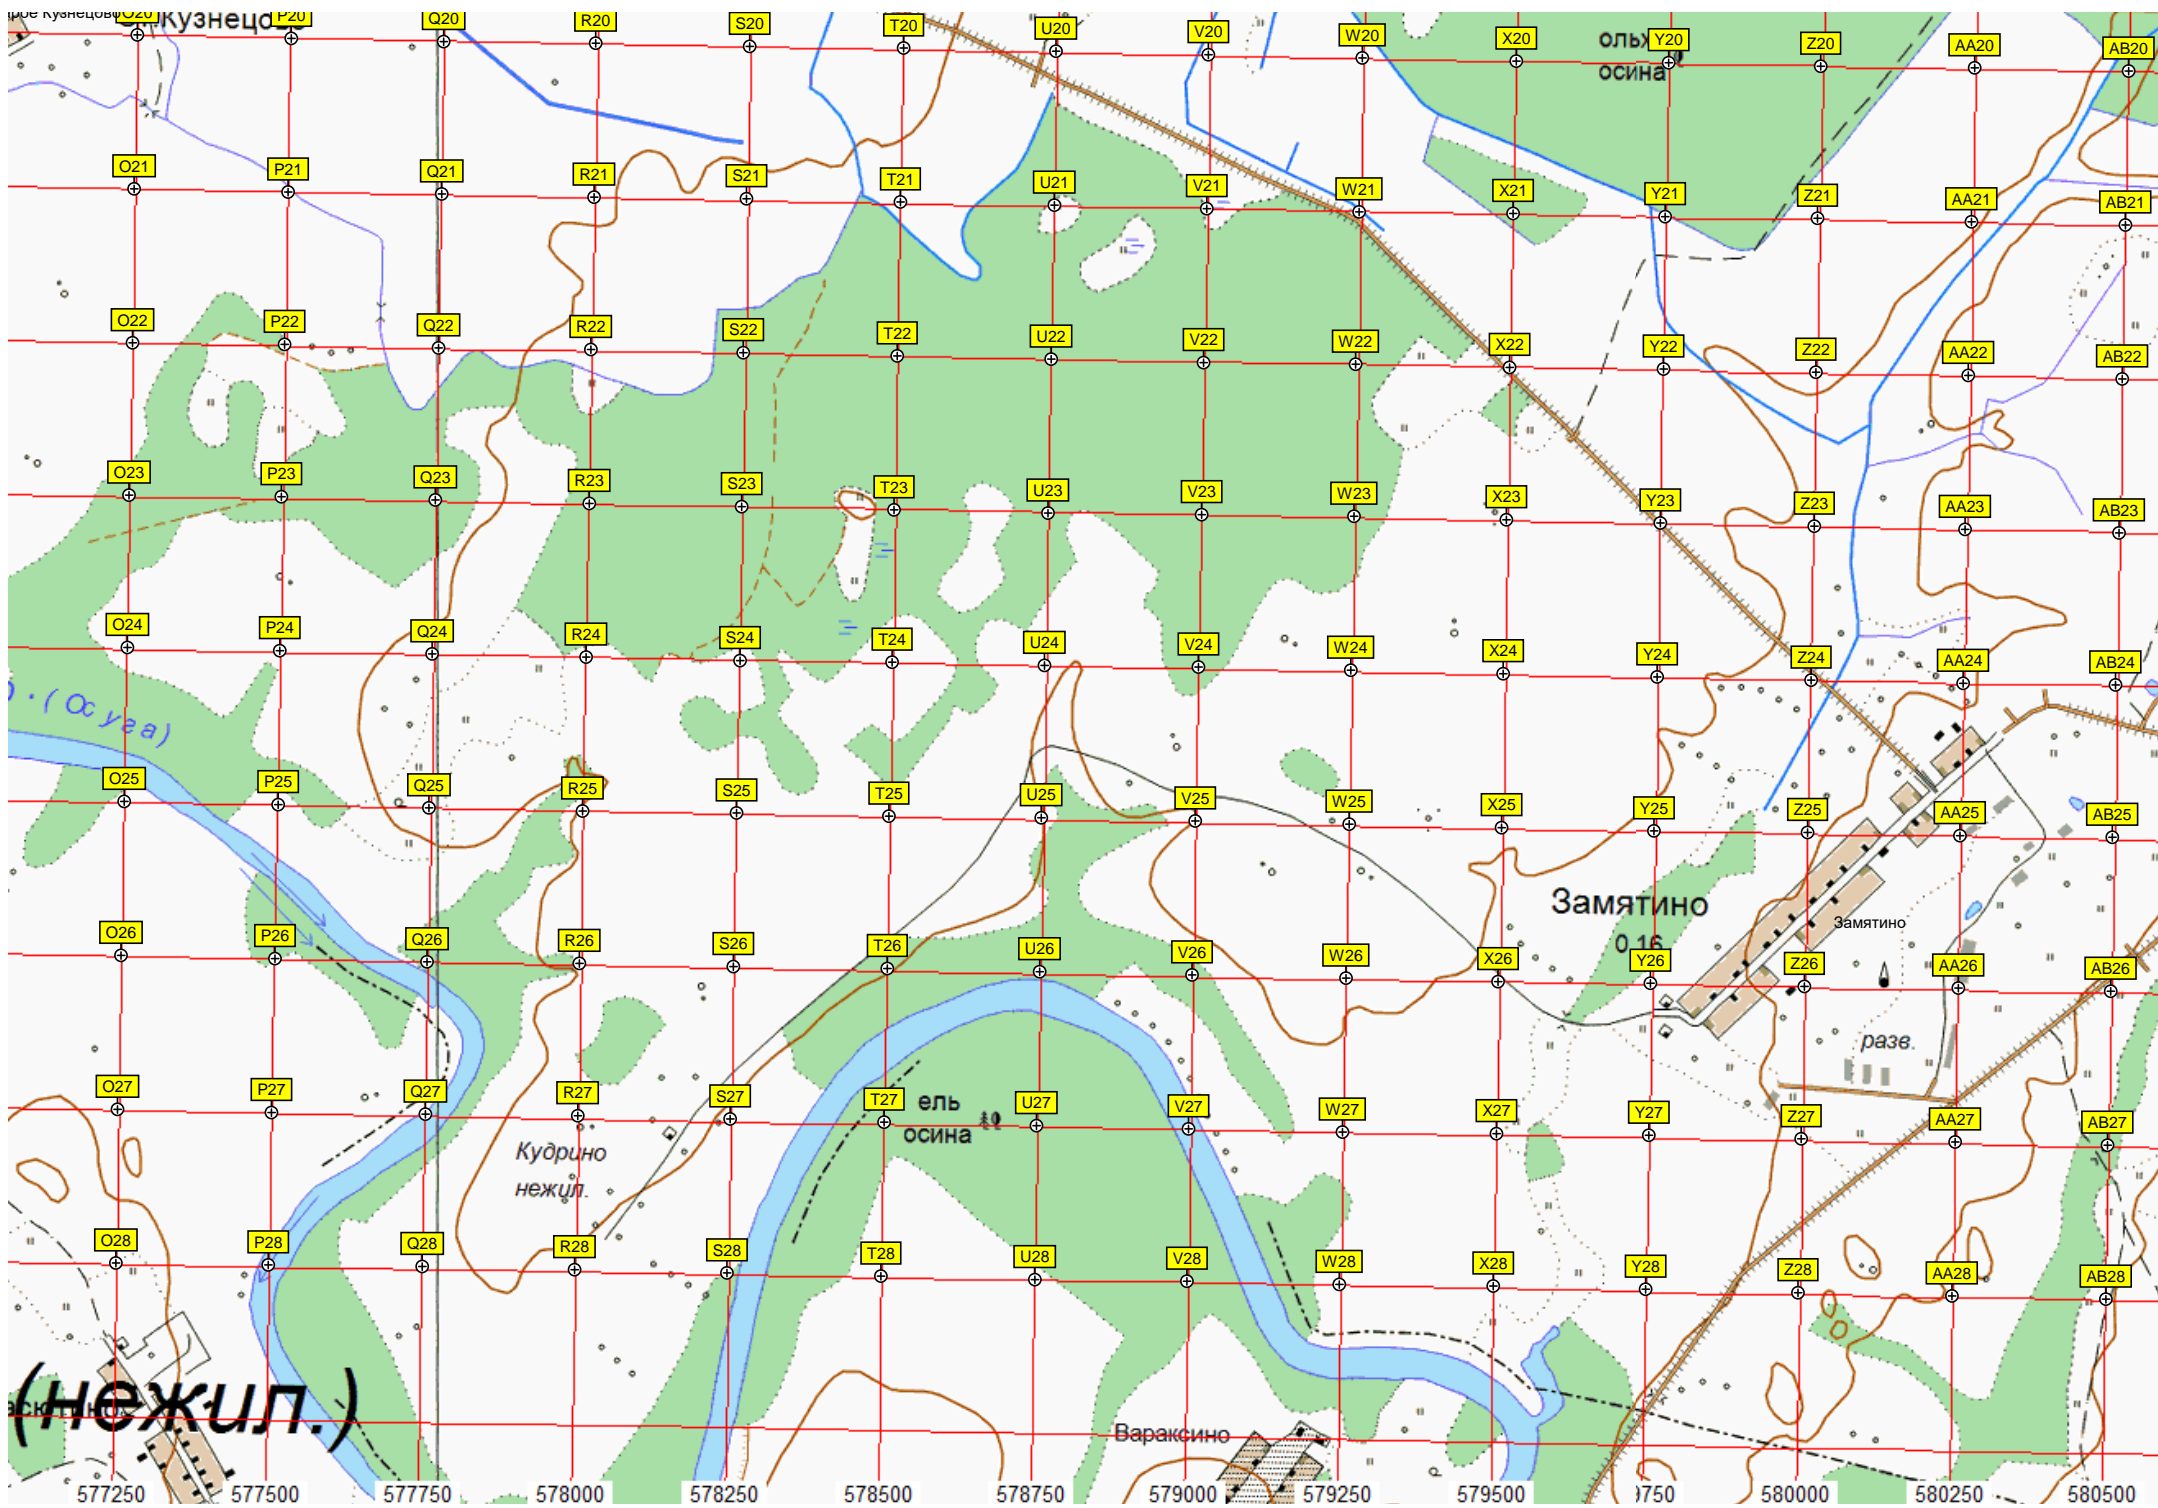 Кузнецово
O20 P20 Q20 R20 S20 T20 U20 V20 W20 X20 Y20 Z20 AA20 AB20
осина
O21 P21 Q21 R21 S21 T21 U21 V21 W21 X21 Y21 Z21 AA21 AB21
O22 P22 Q22 R22 S22 T22 U22 V22 W22 X22 Y22 Z22 AA22 AB22
O23 P23 Q23 R23 S23 T23 U23 V23 W23 X23 Y23 Z23 AA23 AB23
O24 P24 Q24 R24 S24 T24 U24 V24 W24 X24 Y24 Z24 AA24 AB24
(Осуга)
O25 P25 Q25 R25 S25 T25 U25 V25 W25 X25 Y25 Z25 AA25 AB25
Замятино
Замятино
0.16
O26 P26 Q26 R26 S26 T26 U26 V26 W26 X26 Y26 Z26 AA26 AB26
разв.
O27 P27 Q27 R27 S27 T27 U27 V27 W27 X27 Y27 Z27 AA27 AB27
ель
осина
Кудрино
нежил.
O28 P28 Q28 R28 S28 T28 U28 V28 W28 X28 Y28 Z28 AA28 AB28
(нежил.)
Вараксино
577250 577500 577750 578000 578250 578500 578750 579000 579250 579500 580000 580250 580500